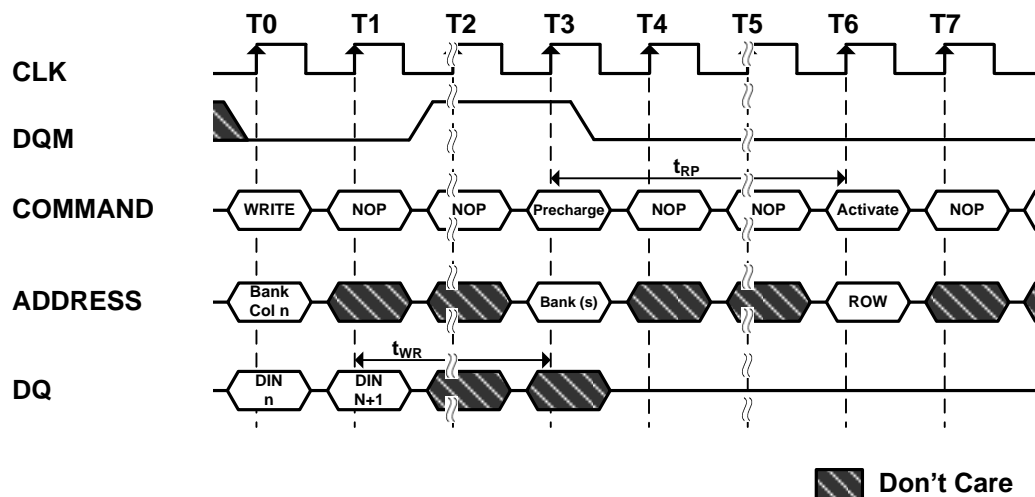 T0 T1 T2 T3 T4 T5 T6 T7
CLK
DQM
tRP
COMMAND WRITE NOP NOP Precharge NOP NOP Activate NOP
ADDRESS Bank Col n Bank (s) ROW
tWR
DQ DIN n DIN N+1
Don't Care